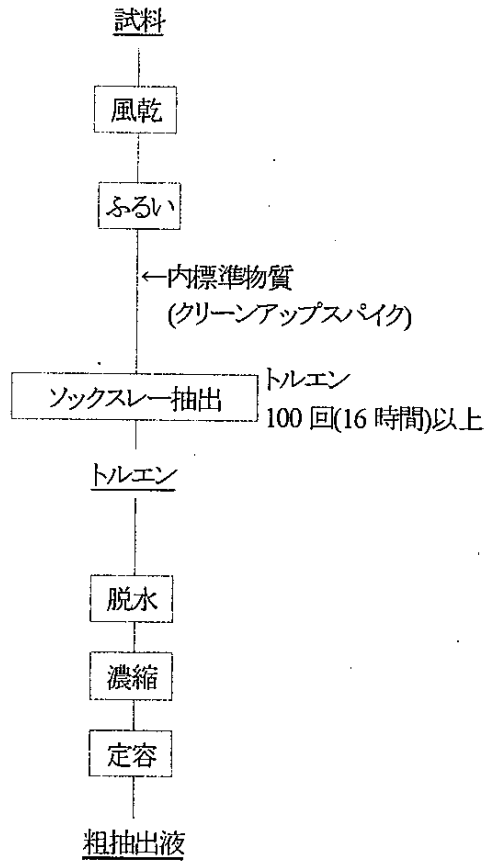 試料
風乾
ふるい
←内標準物質
(クリーンアップスパイク)
ソックスレー抽出
トルエン
100 回(16 時間)以上
トルエン
脱水
濃縮
定容
粗抽出液